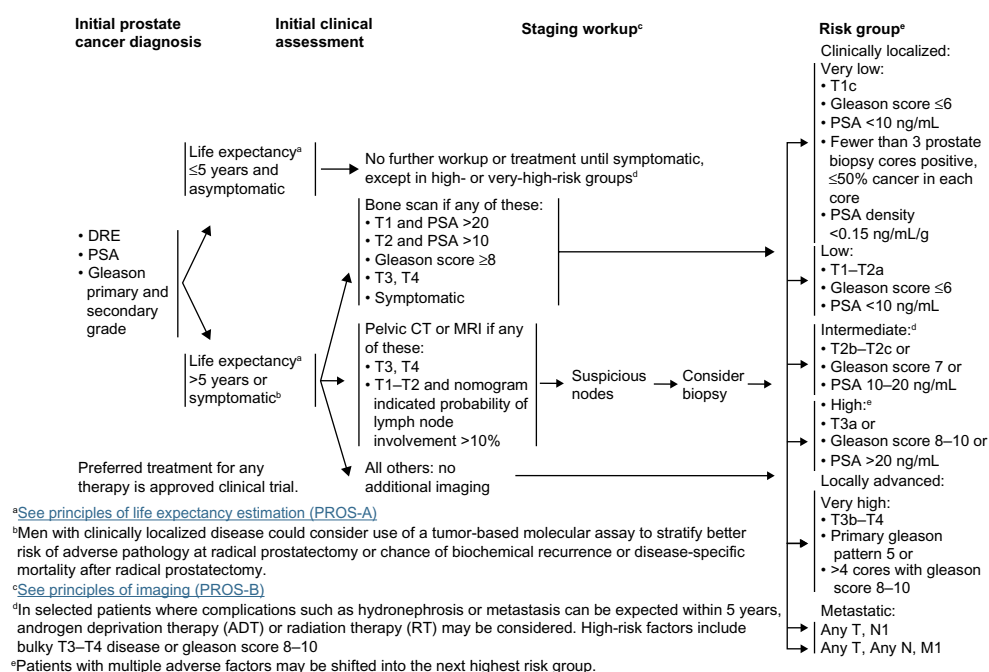 Initial prostate
cancer diagnosis
Initial clinical
assessment
Staging workupᶜ
Risk groupᵉ
• DRE
• PSA
• Gleason
primary and
secondary
grade
Life expectancyᵃ
≤5 years and
asymptomatic
No further workup or treatment until symptomatic,
except in high- or very-high-risk groupsᵈ
Life expectancyᵃ
>5 years or
symptomaticᵇ
Bone scan if any of these:
• T1 and PSA >20
• T2 and PSA >10
• Gleason score ≥8
• T3, T4
• Symptomatic
Pelvic CT or MRI if any
of these:
• T3, T4
• T1–T2 and nomogram
indicated probability of
lymph node
involvement >10%
Suspicious
nodes
Consider
biopsy
All others: no
additional imaging
Clinically localized:
Very low:
• T1c
• Gleason score ≤6
• PSA <10 ng/mL
• Fewer than 3 prostate
biopsy cores positive,
≤50% cancer in each
core
• PSA density
<0.15 ng/mL/g
Low:
• T1–T2a
• Gleason score ≤6
• PSA <10 ng/mL
Intermediate:ᵈ
• T2b–T2c or
• Gleason score 7 or
• PSA 10–20 ng/mL
• High:ᵉ
• T3a or
• Gleason score 8–10 or
• PSA >20 ng/mL
Locally advanced:
Very high:
• T3b–T4
• Primary gleason
pattern 5 or
• >4 cores with gleason
score 8–10
Metastatic:
Any T, N1
Any T, Any N, M1
Preferred treatment for any
therapy is approved clinical trial.
ᵃSee principles of life expectancy estimation (PROS-A)
ᵇMen with clinically localized disease could consider use of a tumor-based molecular assay to stratify better
risk of adverse pathology at radical prostatectomy or chance of biochemical recurrence or disease-specific
mortality after radical prostatectomy.
ᶜSee principles of imaging (PROS-B)
ᵈIn selected patients where complications such as hydronephrosis or metastasis can be expected within 5 years,
androgen deprivation therapy (ADT) or radiation therapy (RT) may be considered. High-risk factors include
bulky T3–T4 disease or gleason score 8–10
ᵉPatients with multiple adverse factors may be shifted into the next highest risk group.